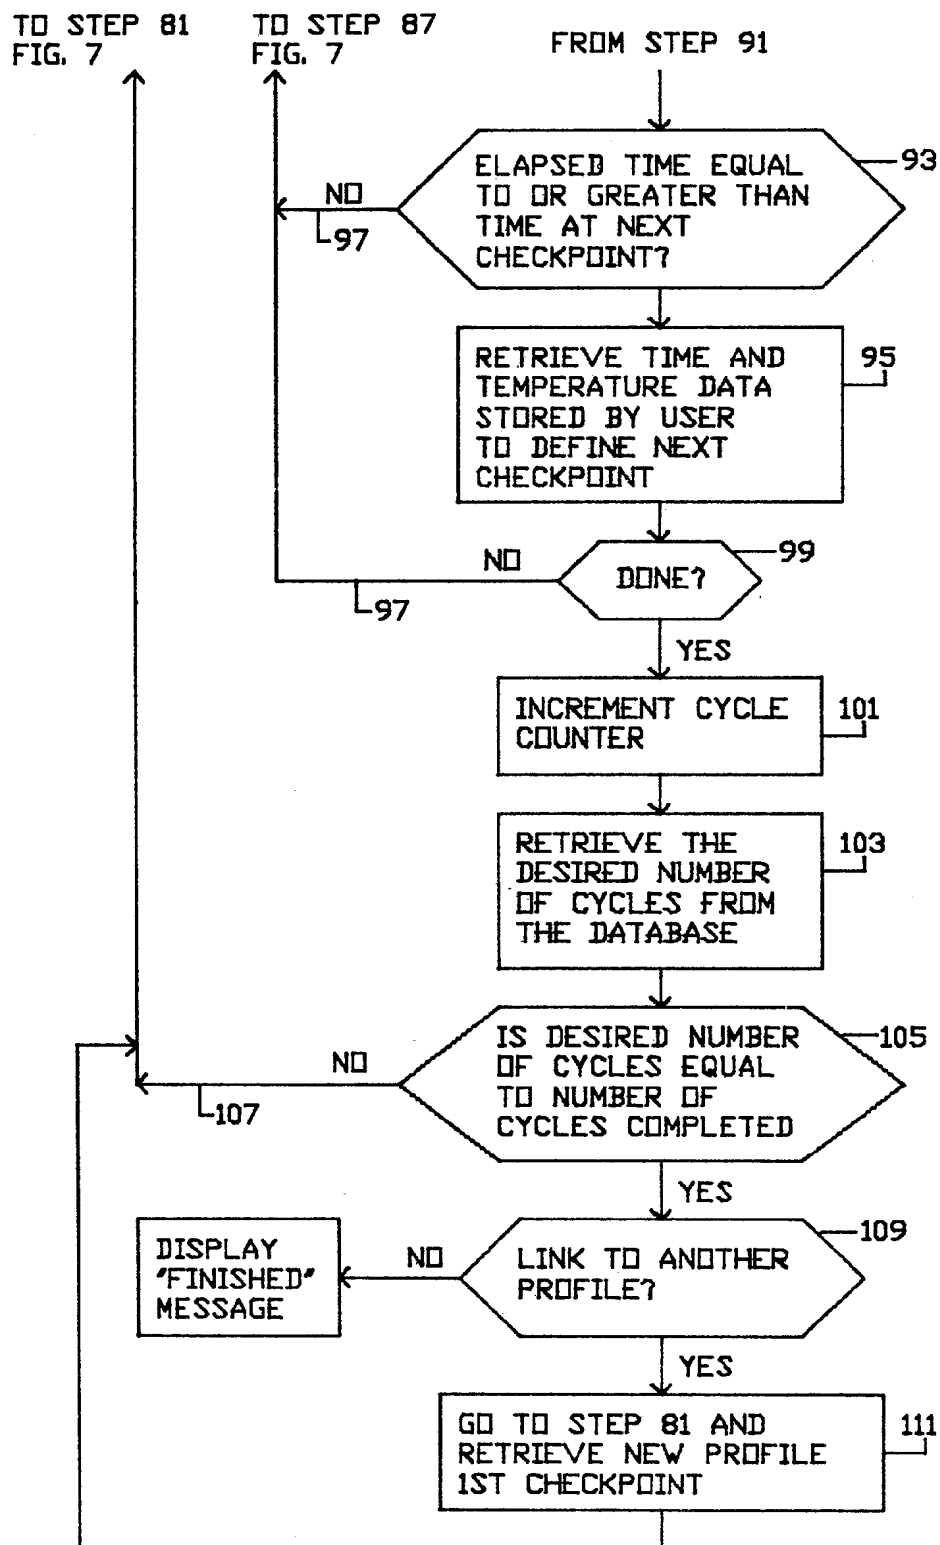 TO STEP 81
FIG. 7
TO STEP 87
FIG. 7
FROM STEP 91
ELAPSED TIME EQUAL
TO OR GREATER THAN
TIME AT NEXT
CHECKPOINT?
93
NO
97
RETRIEVE TIME AND
TEMPERATURE DATA
STORED BY USER
TO DEFINE NEXT
CHECKPOINT
95
DONE?
99
NO
97
YES
INCREMENT CYCLE
COUNTER
101
RETRIEVE THE
DESIRED NUMBER
OF CYCLES FROM
THE DATABASE
103
IS DESIRED NUMBER
OF CYCLES EQUAL
TO NUMBER OF
CYCLES COMPLETED
105
NO
107
YES
LINK TO ANOTHER
PROFILE?
109
NO
DISPLAY
"FINISHED"
MESSAGE
YES
GO TO STEP 81 AND
RETRIEVE NEW PROFILE
1ST CHECKPOINT
111